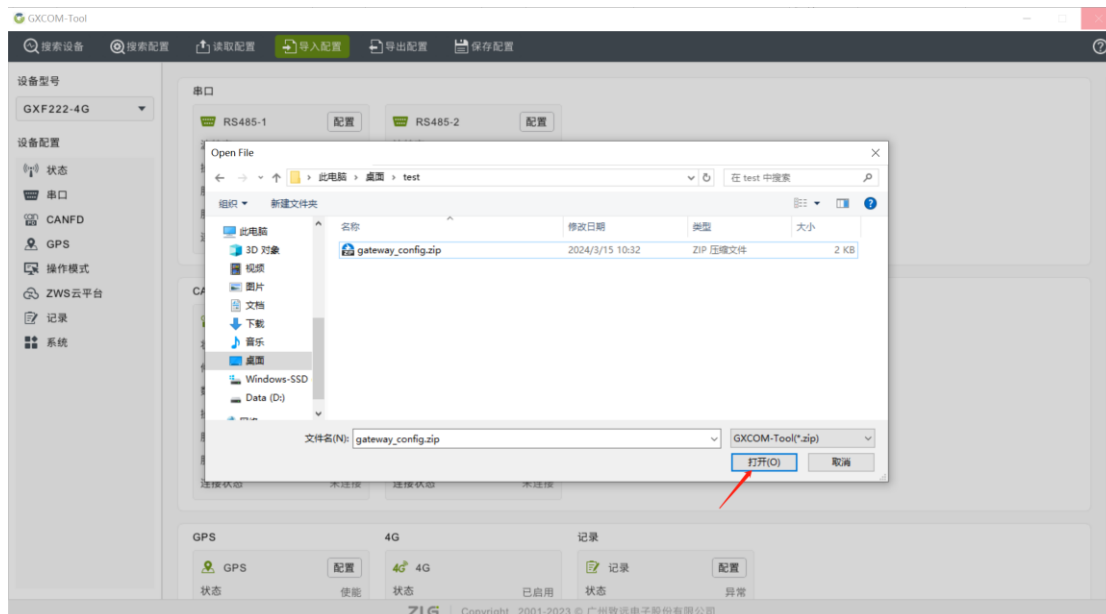 GXCOM-Tool
搜索设备 搜索配置 读取配置 导入配置 导出配置 保存配置
设备型号
GXF222-4G
设备配置
状态
串口
CANFD
GPS
操作模式
ZWS云平台
记录
系统
串口
RS485-1 配置 RS485-2 配置
Open File
此电脑 › 桌面 › test
在 test 中搜索
组织 新建文件夹
此电脑
3D 对象
视频
图片
文档
下载
音乐
桌面
Windows-SSD
Data (D:)
名称 修改日期 类型 大小
gateway_config.zip 2024/3/15 10:32 ZIP 压缩文件 2 KB
文件名(N): gateway_config.zip GXCOM-Tool(*.zip)
打开(O) 取消
连接状态 未连接 连接状态 未连接
GPS 4G 记录
GPS 配置 4G 4G 记录 配置
状态 使能 状态 已启用 状态 异常
ZLG Copyright 2001-2023 © 广州致远电子股份有限公司